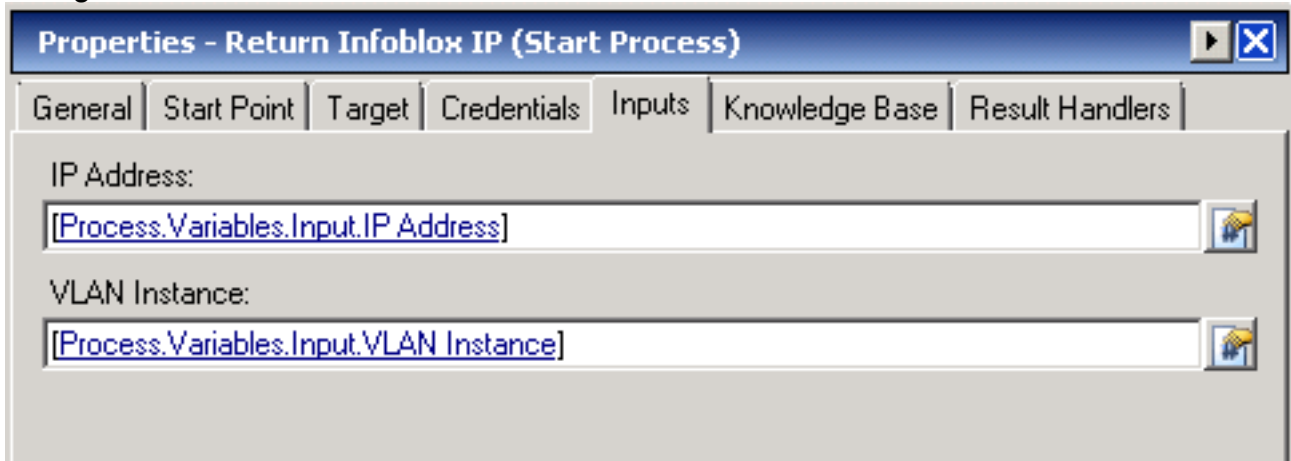 Properties - Return Infoblox IP (Start Process)
General Start Point Target Credentials Inputs Knowledge Base Result Handlers
IP Address:
[Process.Variables.Input.IP Address]
VLAN Instance:
[Process.Variables.Input.VLAN Instance]